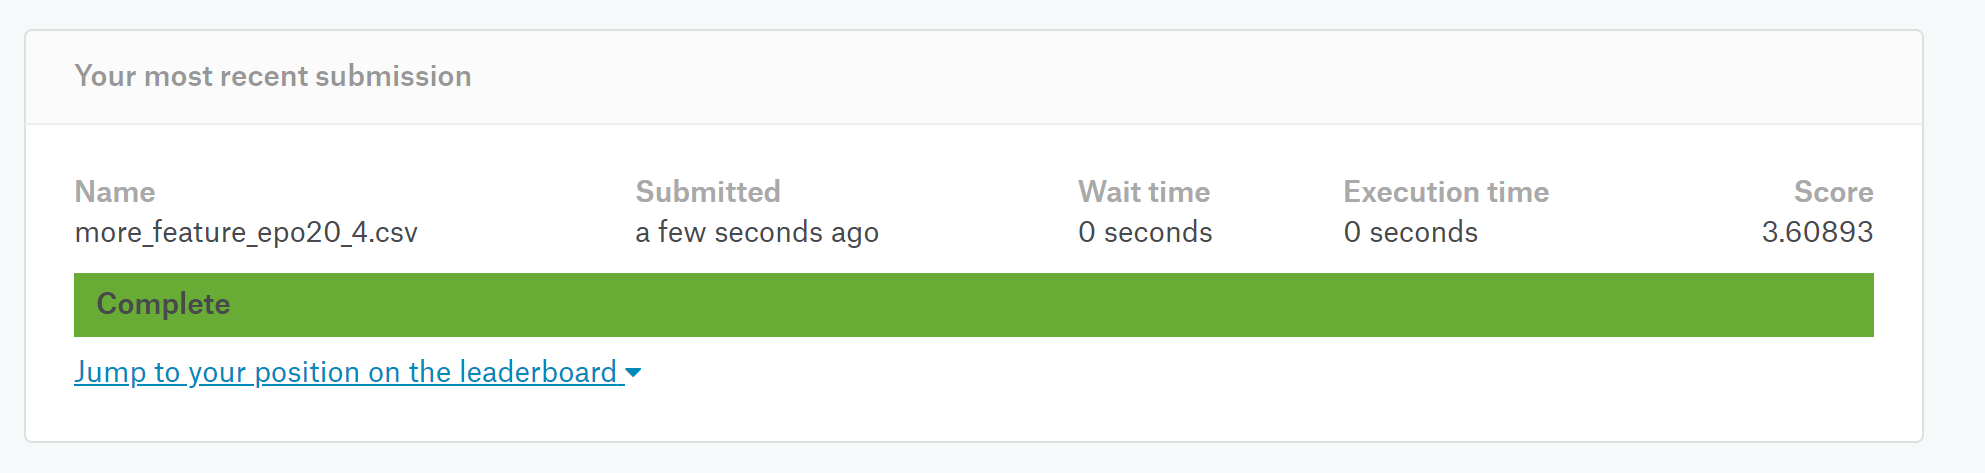 Your most recent submission
Name Submitted Wait time Execution time Score
more_feature_epo20_4.csv a few seconds ago 0 seconds 0 seconds 3.60893
Complete
Jump to your position on the leaderboard